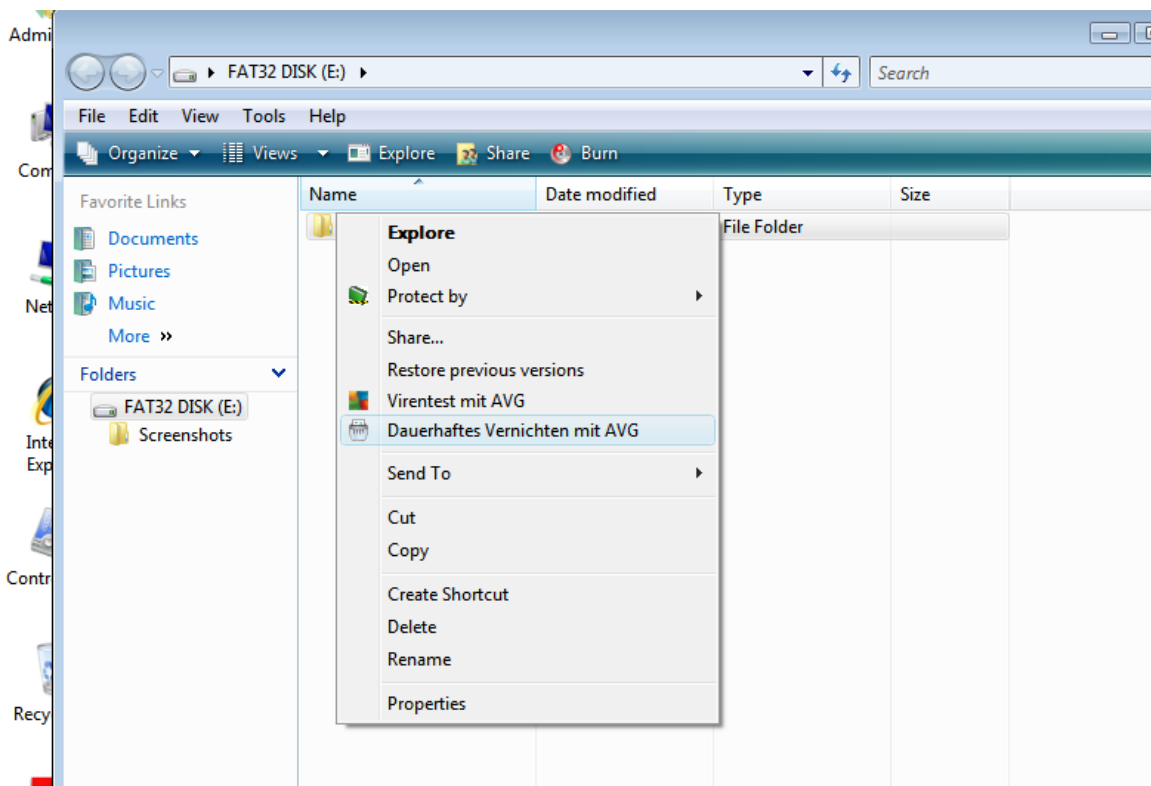 Admi
FAT32 DISK (E:)
Search
File Edit View Tools Help
Organize Views Explore Share Burn
Com
Favorite Links
Name Date modified Type Size
Documents
File Folder
Pictures
Music
More »
Net
Folders
FAT32 DISK (E:)
Screenshots
Inte
Exp
Contr
Recy
Explore
Open
Protect by
Share...
Restore previous versions
Virentest mit AVG
Dauerhaftes Vernichten mit AVG
Send To
Cut
Copy
Create Shortcut
Delete
Rename
Properties